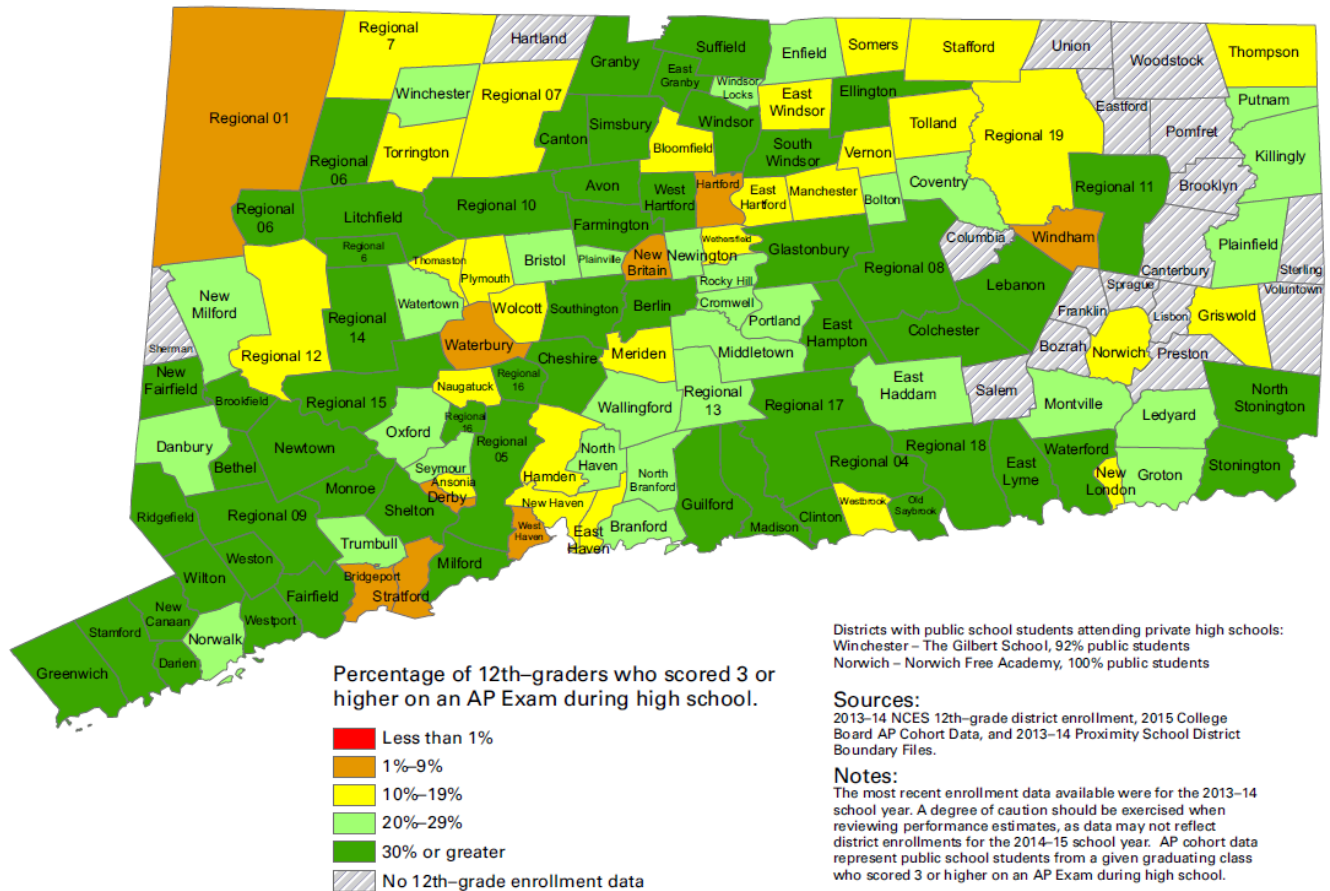 Regional
7
Hartland
Granby
Suffield
East
Granby
Windsor
Locks
Enfield
Somers
Stafford
Union
Woodstock
Thompson
Regional 01
Winchester
Regional 07
Canton
Simsbury
Bloomfield
Windsor
East
Windsor
Ellington
Tolland
Regional 19
Eastford
Pomfret
Putnam
Killingly
Torrington
Regional
06
South
Windsor
Vernon
Regional 11
Brooklyn
Regional
06
Litchfield
Regional 10
Avon
West
Hartford
Hartford
East
Hartford
Manchester
Bolton
Coventry
Farmington
Columbia
Windham
Plainfield
Sterling
Canterbury
Regional
6
Thomaston
Plymouth
Bristol
Plainville
New
Britain
Newington
Wethersfield
Glastonbury
Rocky Hill
Regional 08
Lebanon
Sprague
Franklin
Lisbon
Voluntown
New
Milford
Watertown
Wolcott
Southington
Berlin
Cromwell
Portland
East
Hampton
Colchester
Griswold
Bozrah
Norwich
Preston
Sherman
Regional 12
Regional
14
Waterbury
Cheshire
Meriden
Middletown
New
Fairfield
Brookfield
Regional 15
Naugatuck
Regional
16
Wallingford
Regional
13
Regional 17
East
Haddam
Salem
Montville
Ledyard
North
Stonington
Danbury
Bethel
Newtown
Oxford
Regional
16
Regional
05
Seymour
Ansonia
Derby
Hamden
North
Haven
North
Branford
Guilford
Regional 04
Regional 18
East
Lyme
Waterford
New
London
Groton
Stonington
Monroe
Shelton
New Haven
East
Haven
Branford
Madison
Clinton
Westbrook
Old
Saybrook
Ridgefield
Regional 09
Trumbull
West
Haven
Weston
Wilton
Bridgeport
Stratford
Milford
Fairfield
New
Canaan
Westport
Norwalk
Stamford
Darien
Greenwich
Percentage of 12th–graders who scored 3 or
higher on an AP Exam during high school.
Less than 1%
1%–9%
10%–19%
20%–29%
30% or greater
No 12th–grade enrollment data
Districts with public school students attending private high schools:
Winchester – The Gilbert School, 92% public students
Norwich – Norwich Free Academy, 100% public students
Sources:
2013–14 NCES 12th–grade district enrollment, 2015 College
Board AP Cohort Data, and 2013–14 Proximity School District
Boundary Files.
Notes:
The most recent enrollment data available were for the 2013–14
school year. A degree of caution should be exercised when
reviewing performance estimates, as data may not reflect
district enrollments for the 2014–15 school year. AP cohort data
represent public school students from a given graduating class
who scored 3 or higher on an AP Exam during high school.